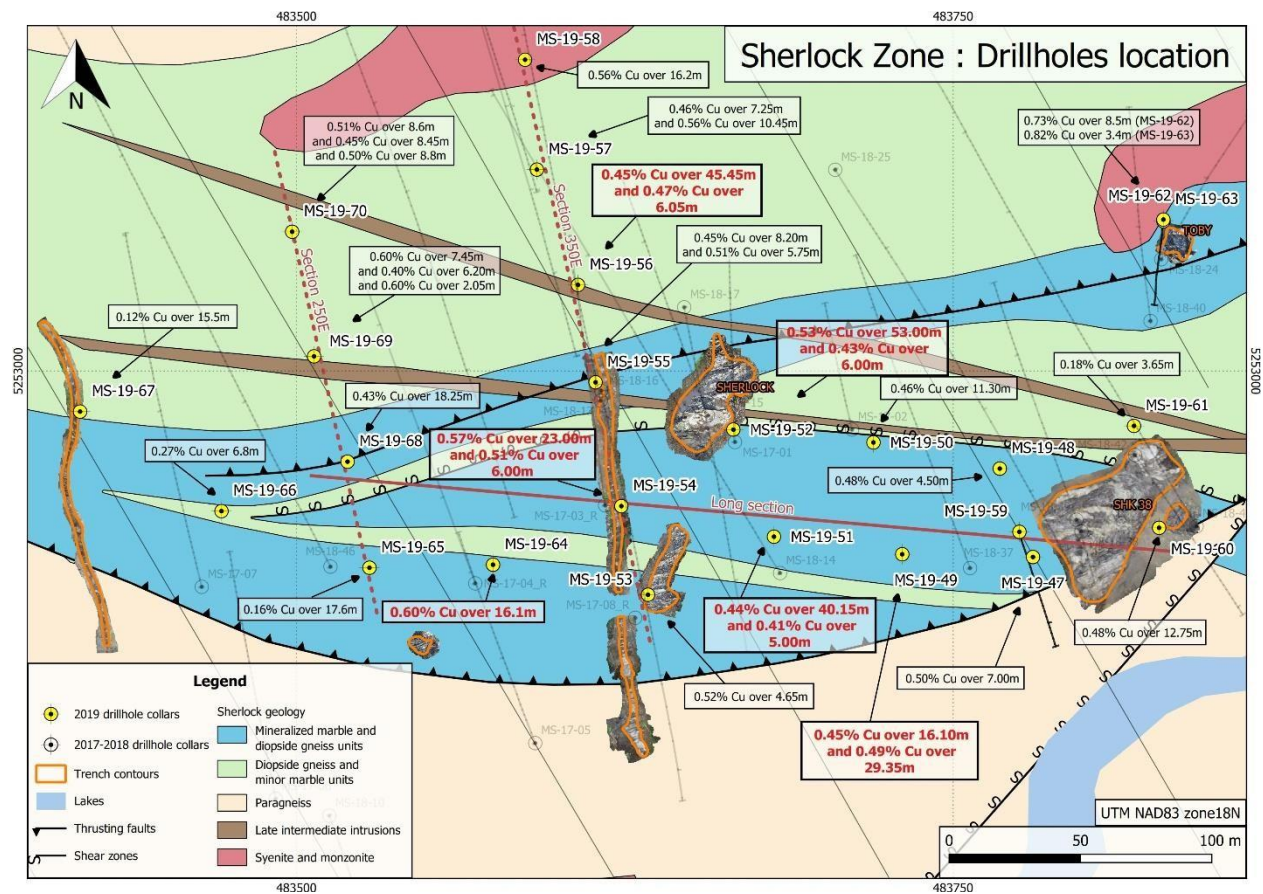 483500
483750
Sherlock Zone : Drillholes location
N
MS-19-58
0.56% Cu over 16.2m
0.46% Cu over 7.25m
and 0.56% Cu over 10.45m
0.73% Cu over 8.5m (MS-19-62)
0.82% Cu over 3.4m (MS-19-63)
0.51% Cu over 8.6m
and 0.45% Cu over 8.45m
and 0.50% Cu over 8.8m
MS-19-57
MS-18-25
0.45% Cu over 45.45m
and 0.47% Cu over
6.05m
Section 350E
MS-19-62
MS-19-63
TOBY
MS-19-70
0.45% Cu over 8.20m
and 0.51% Cu over 5.75m
0.60% Cu over 7.45m
and 0.40% Cu over 6.20m
and 0.60% Cu over 2.05m
MS-19-56
MS-18-24
Section 250E
MS-18-17
MS-18-40
0.12% Cu over 15.5m
MS-19-69
0.53% Cu over 53.00m
and 0.43% Cu over
6.00m
5253000
5253000
MS-19-55
MS-18-16
SHERLOCK
0.18% Cu over 3.65m
MS-19-67
0.43% Cu over 18.25m
0.46% Cu over 11.30m
MS-19-61
MS-19-68
0.57% Cu over 23.00m
and 0.51% Cu over
6.00m
MS-19-52
MS-17-01
MS-19-50
MS-19-48
0.27% Cu over 6.8m
0.48% Cu over 4.50m
MS-19-66
MS-19-54
Long section
MS-17-03_R
MS-19-59
SHK 38
MS-19-65
MS-19-64
MS-19-51
MS-19-60
MS-18-46
MS-17-07
MS-17-04_R
MS-19-53
MS-18-14
MS-19-49
MS-18-37
MS-19-47
0.16% Cu over 17.6m
0.60% Cu over 16.1m
MS-17-08_R
0.44% Cu over 40.15m
and 0.41% Cu over
5.00m
0.48% Cu over 12.75m
0.52% Cu over 4.65m
0.50% Cu over 7.00m
MS-17-05
0.45% Cu over 16.10m
and 0.49% Cu over
29.35m
Legend
2019 drillhole collars
2017-2018 drillhole collars
Trench contours
Lakes
Thrusting faults
Shear zones
Sherlock geology
Mineralized marble and
diopside gneiss units
Diopside gneiss and
minor marble units
Paragneiss
Late intermediate intrusions
Syenite and monzonite
UTM NAD83 zone18N
0
50
100 m
483500
483750